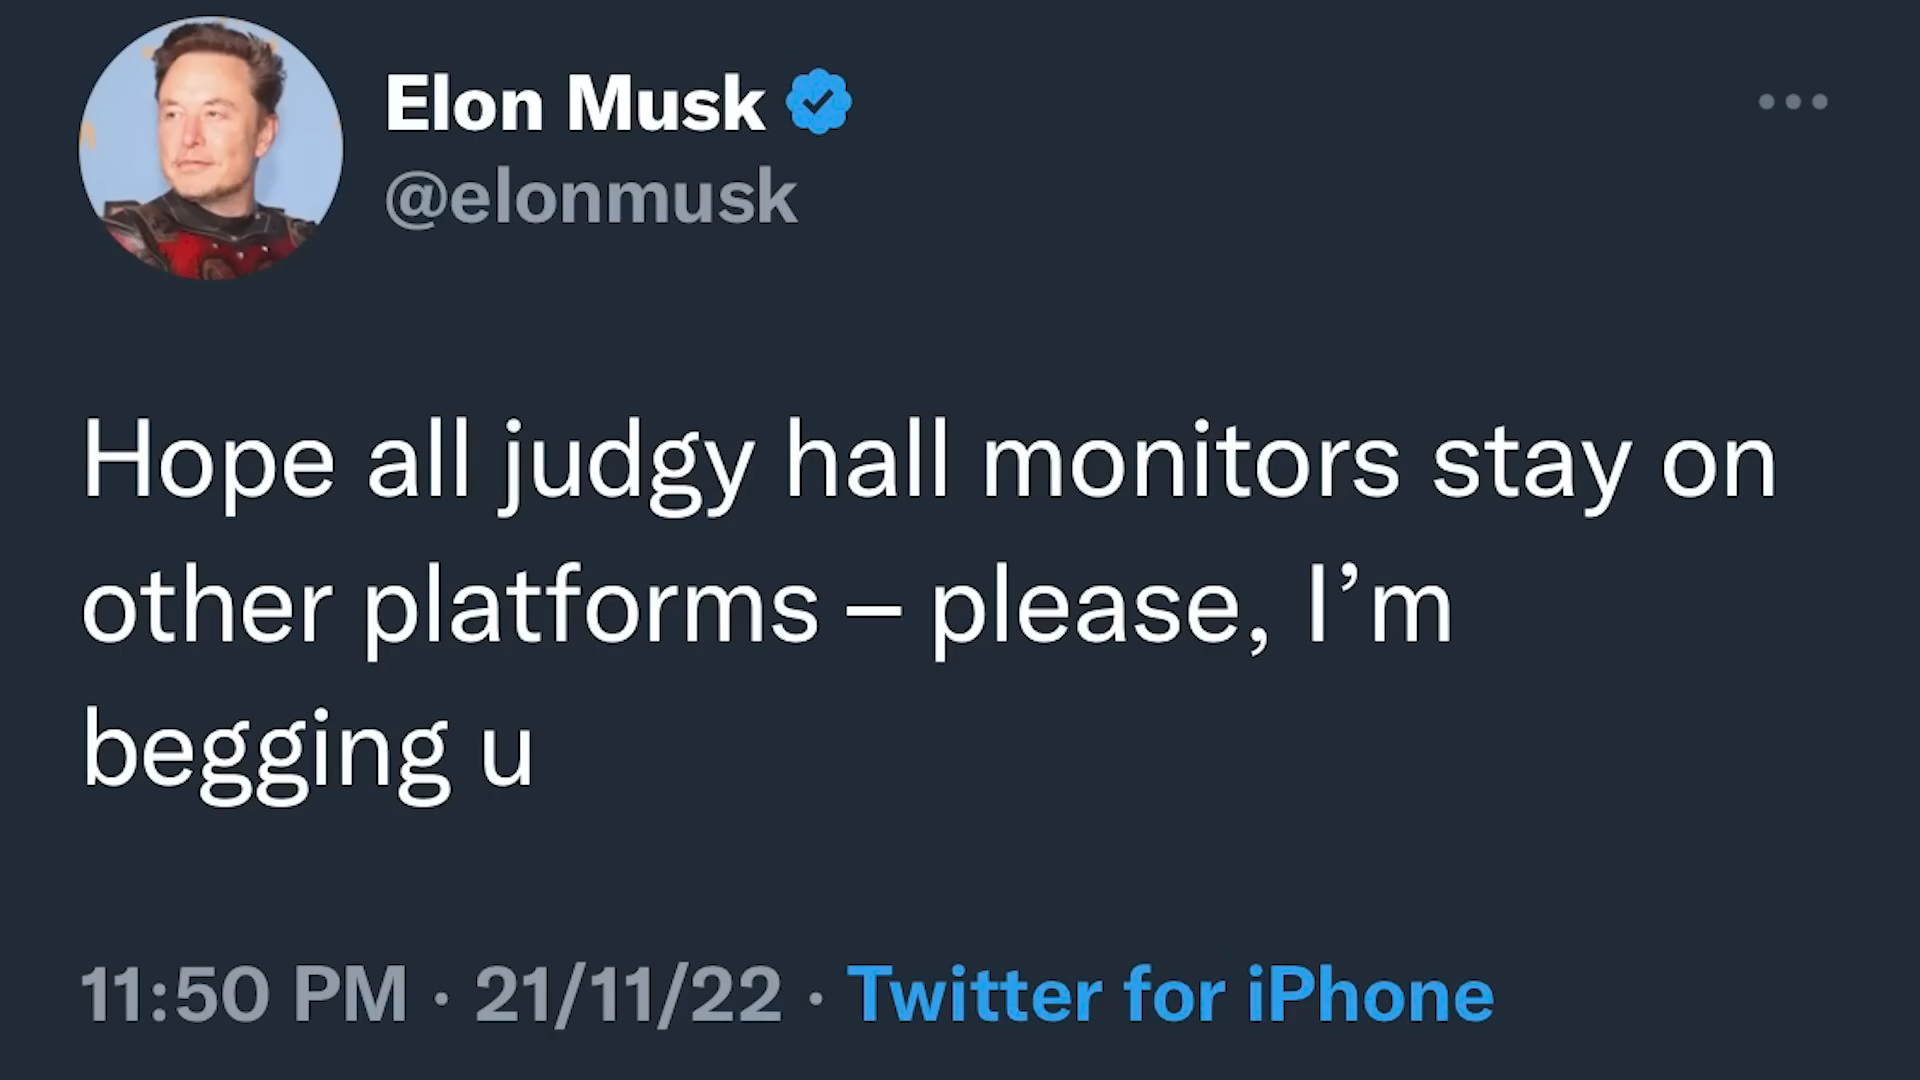 Elon Musk
@elonmusk
Hope all judgy hall monitors stay on
other platforms – please, I’m
begging u
11:50 PM · 21/11/22 · Twitter for iPhone